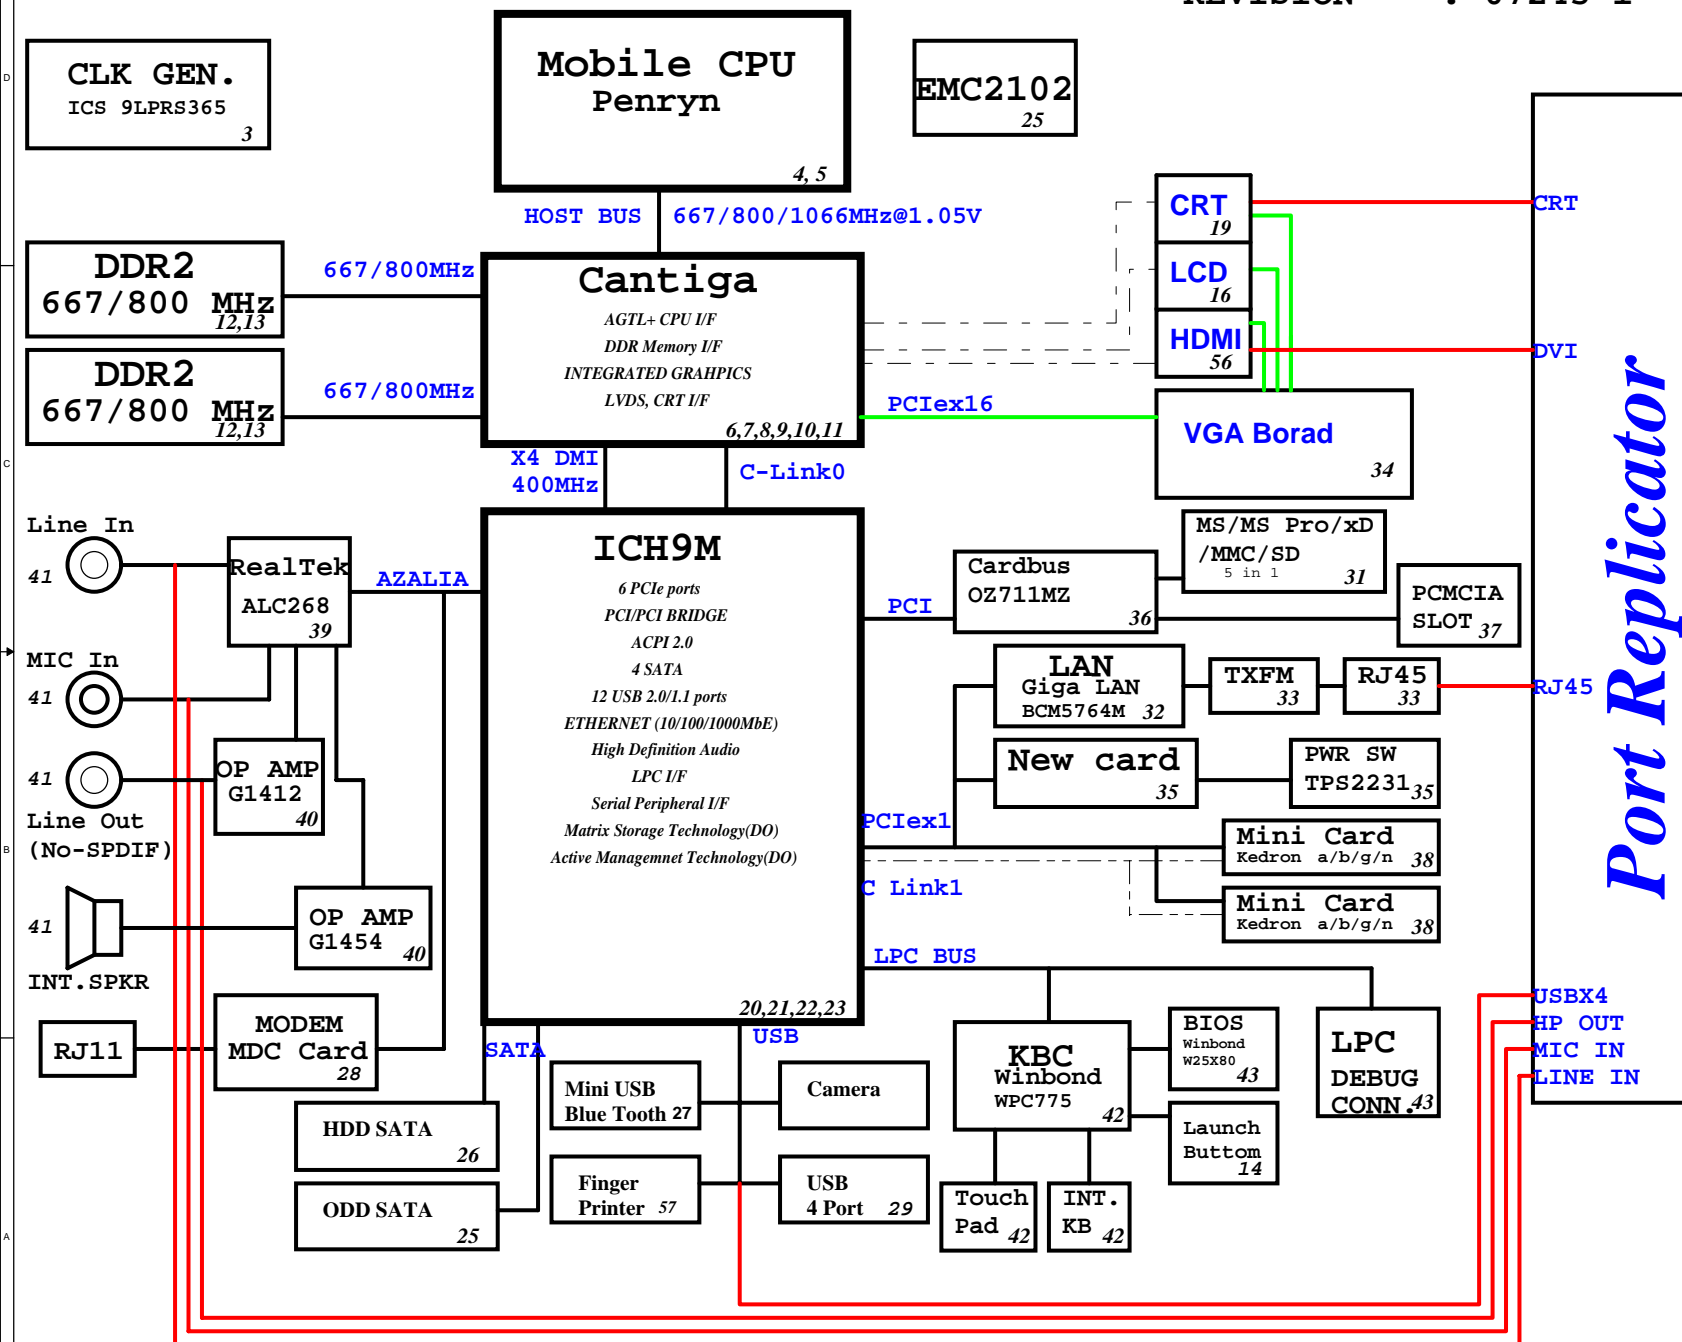 D
CLK GEN.
ICS 9LPRS365
3
Mobile CPU
Penryn
4, 5
EMC2102
25
HOST BUS
667/800/1066MHz@1.05V
CRT
19
LCD
16
HDMI
56
CRT
DVI
DDR2
667/800 MHz
12,13
667/800MHz
DDR2
667/800 MHz
12,13
667/800MHz
Cantiga
AGTL+ CPU I/F
DDR Memory I/F
INTEGRATED GRAHPICS
LVDS, CRT I/F
6,7,8,9,10,11
PCIex16
VGA Borad
34
C
X4 DMI
400MHz
C-Link0
Port Replicator
Line In
41
RealTek
ALC268
39
AZALIA
MIC In
41
OP AMP
G1412
40
41
Line Out
(No-SPDIF)
B
OP AMP
G1454
40
41
INT.SPKR
RJ11
MODEM
MDC Card
28
ICH9M
6 PCIe ports
PCI/PCI BRIDGE
ACPI 2.0
4 SATA
12 USB 2.0/1.1 ports
ETHERNET (10/100/1000MbE)
High Definition Audio
LPC I/F
Serial Peripheral I/F
Matrix Storage Technology(DO)
Active Managemnet Technology(DO)
20,21,22,23
PCI
Cardbus
OZ711MZ
36
MS/MS Pro/xD
/MMC/SD
5 in 1
31
PCMCIA
SLOT
37
LAN
Giga LAN
BCM5764M
32
TXFM
33
RJ45
33
RJ45
New card
35
PWR SW
TPS2231
35
PCIex1
Mini Card
Kedron a/b/g/n
38
C Link1
Mini Card
Kedron a/b/g/n
38
LPC BUS
USBX4
HP OUT
MIC IN
LINE IN
SATA
USB
HDD SATA
26
ODD SATA
25
Mini USB
Blue Tooth
27
Camera
Finger
Printer
57
USB
4 Port
29
KBC
Winbond
WPC775
42
BIOS
Winbond
W25X80
43
LPC
DEBUG
CONN.
43
Launch
Buttom
14
Touch
Pad
42
INT.
KB
42
A